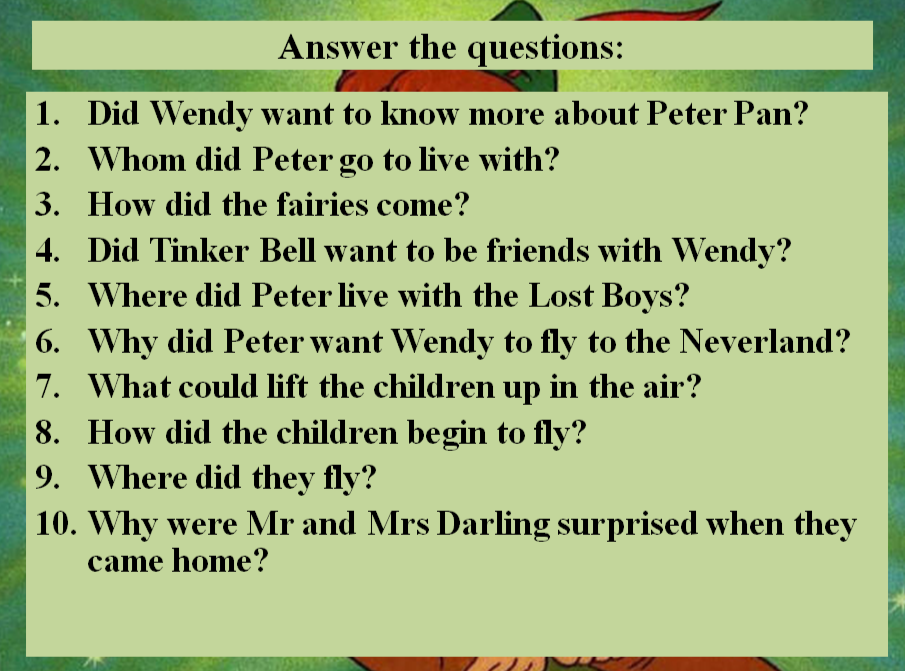 Answer the questions:
1. Did Wendy want to know more about Peter Pan?
2. Whom did Peter go to live with?
3. How did the fairies come?
4. Did Tinker Bell want to be friends with Wendy?
5. Where did Peter live with the Lost Boys?
6. Why did Peter want Wendy to fly to the Neverland?
7. What could lift the children up in the air?
8. How did the children begin to fly?
9. Where did they fly?
10. Why were Mr and Mrs Darling surprised when they
came home?